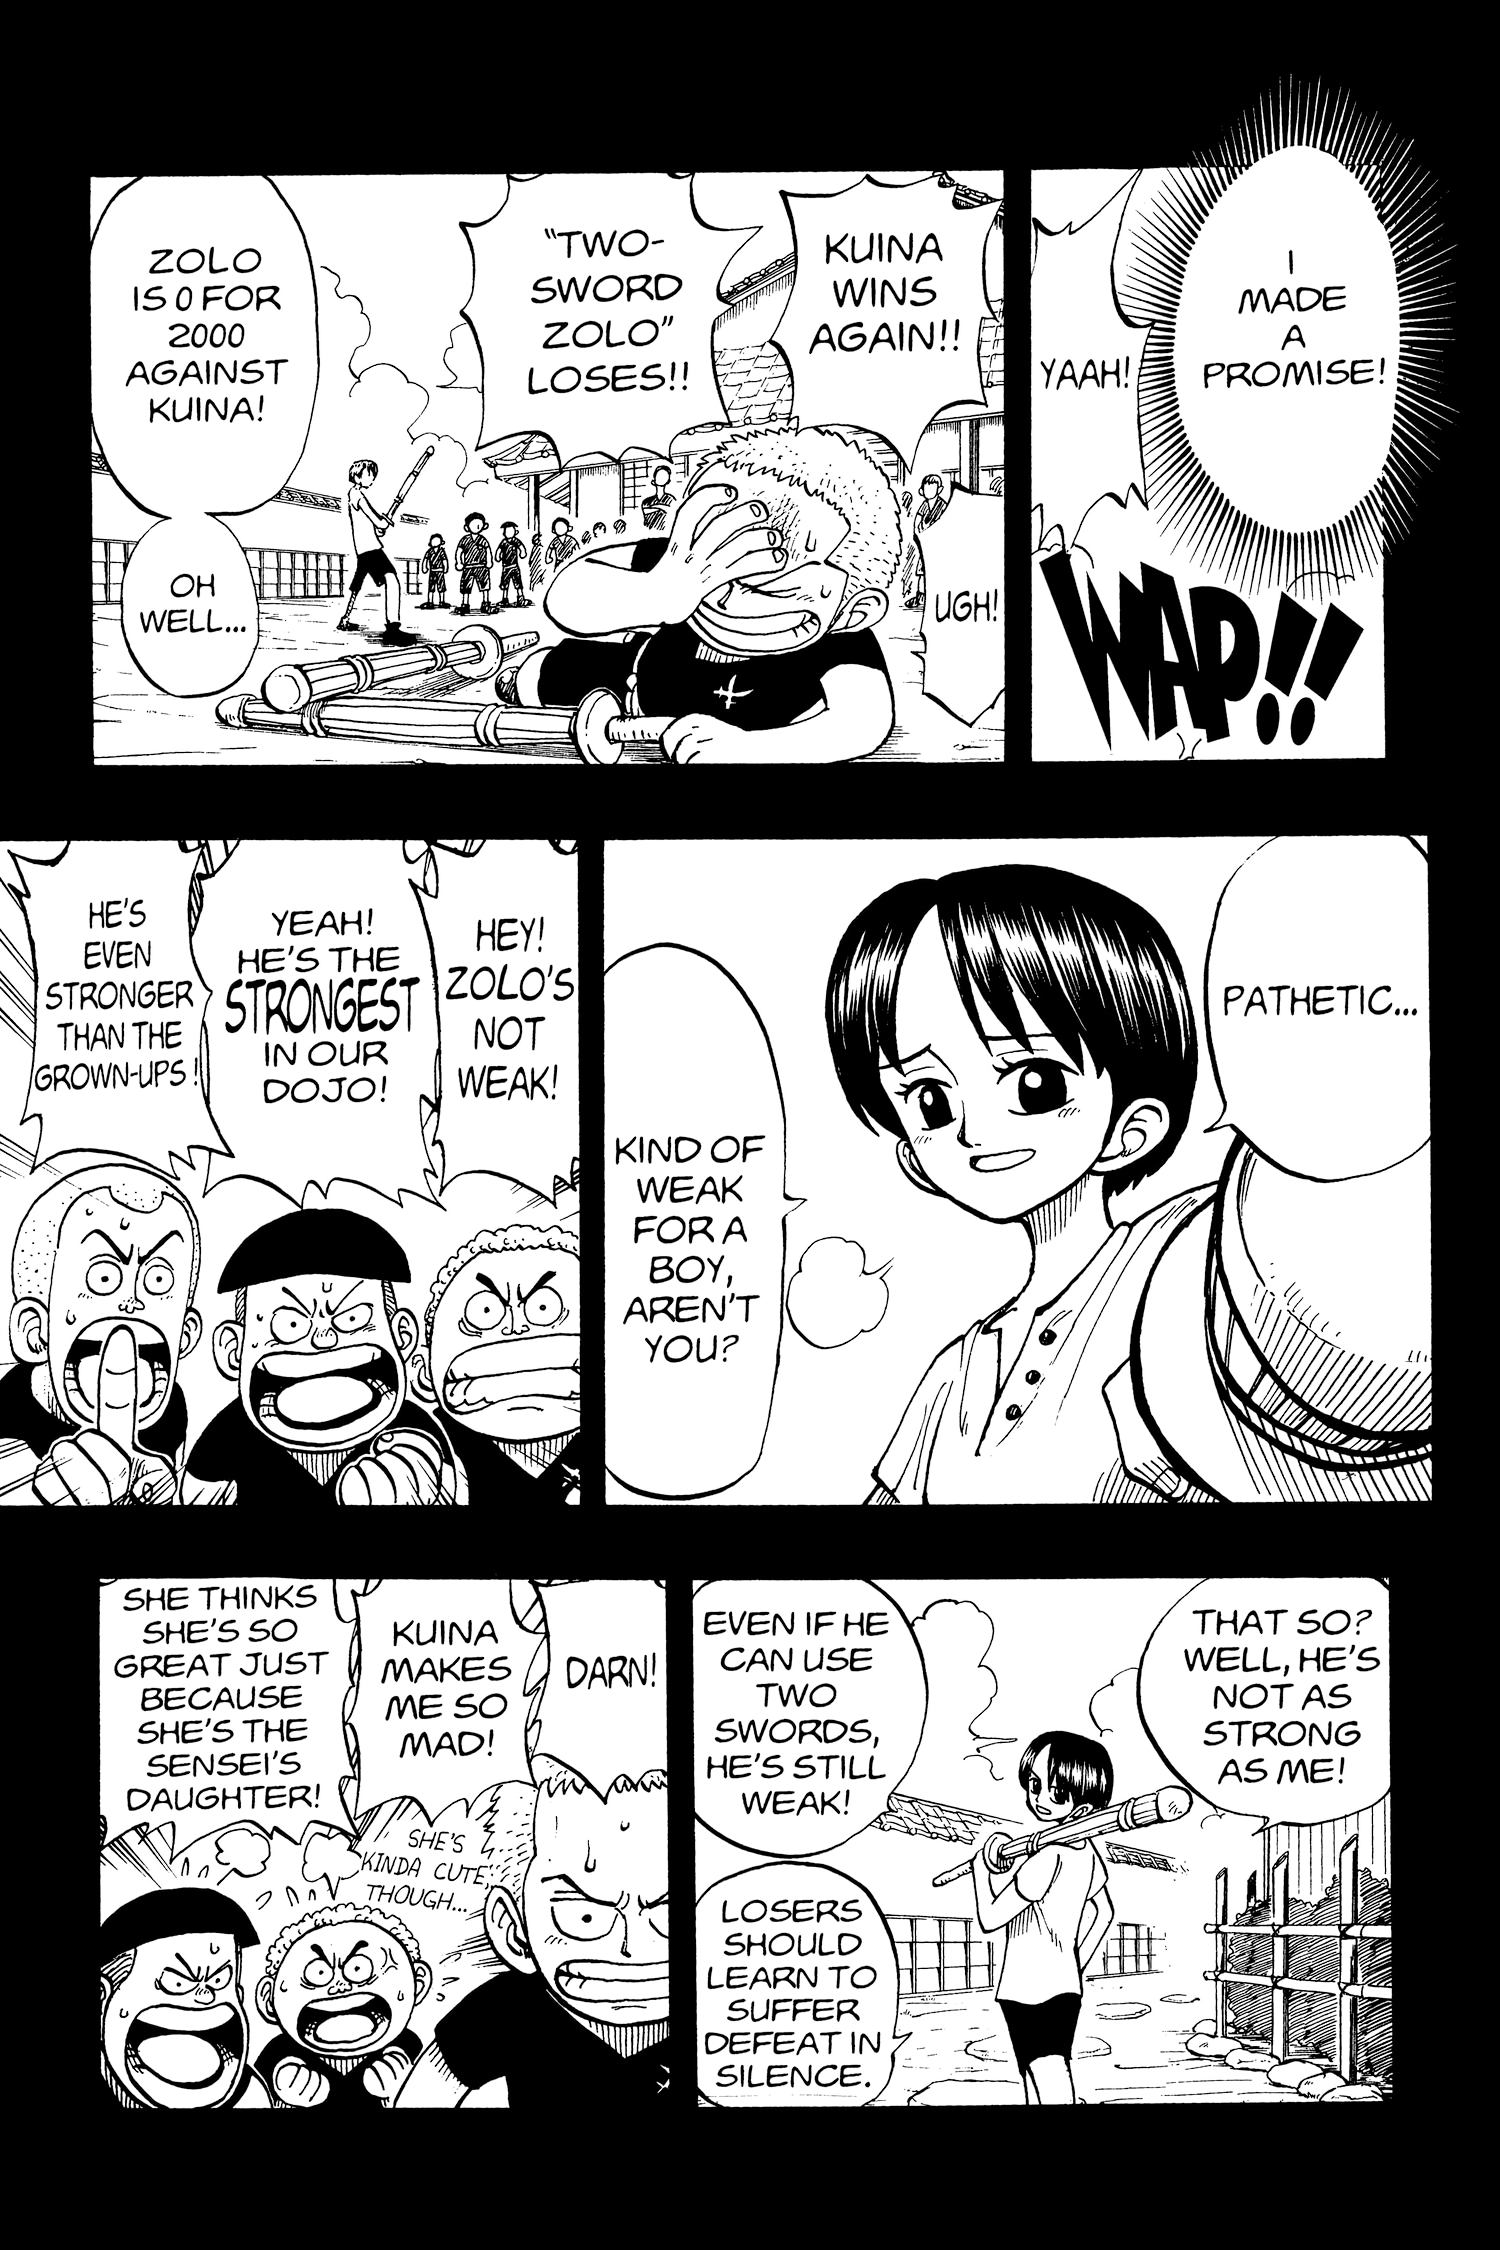 I
MADE
A
PROMISE!
YAAH!
WAP!!
KUINA
WINS
AGAIN!!
"TWO-
SWORD
ZOLO"
LOSES!!
UGH!
ZOLO
IS 0 FOR
2000
AGAINST
KUINA!
OH
WELL...
PATHETIC...
KIND OF
WEAK
FOR A
BOY,
AREN'T
YOU?
HEY!
ZOLO'S
NOT
WEAK!
YEAH!
HE'S THE
STRONGEST
IN OUR
DOJO!
HE'S
EVEN
STRONGER
THAN THE
GROWN-UPS!
THAT SO?
WELL, HE'S
NOT AS
STRONG
AS ME!
EVEN IF HE
CAN USE
TWO
SWORDS,
HE'S STILL
WEAK!
LOSERS
SHOULD
LEARN TO
SUFFER
DEFEAT IN
SILENCE.
DARN!
KUINA
MAKES
ME SO
MAD!
SHE'S
KINDA CUTE,
THOUGH...
SHE THINKS
SHE'S SO
GREAT JUST
BECAUSE
SHE'S THE
SENSEI'S
DAUGHTER!